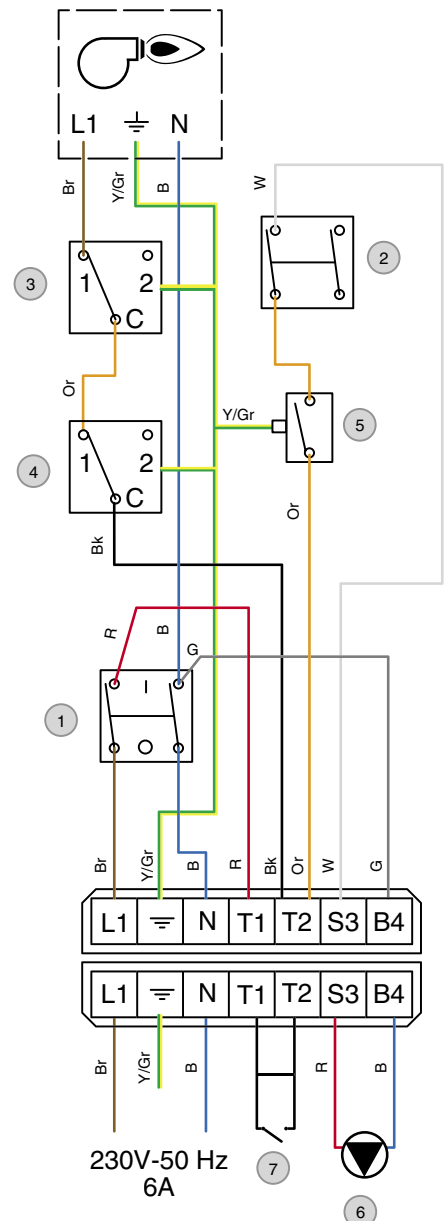 L1 ⏚ N
Br Y/Gr B W
1 2
C
3
2
Or
Y/Gr
5
1 2
C
4
Bk
Or
R B G
I
O
1
Br Y/Gr B R Bk Or W G
L1 ⏚ N T1 T2 S3 B4
L1 ⏚ N T1 T2 S3 B4
Br Y/Gr B R B
230V-50 Hz
6A
7
6